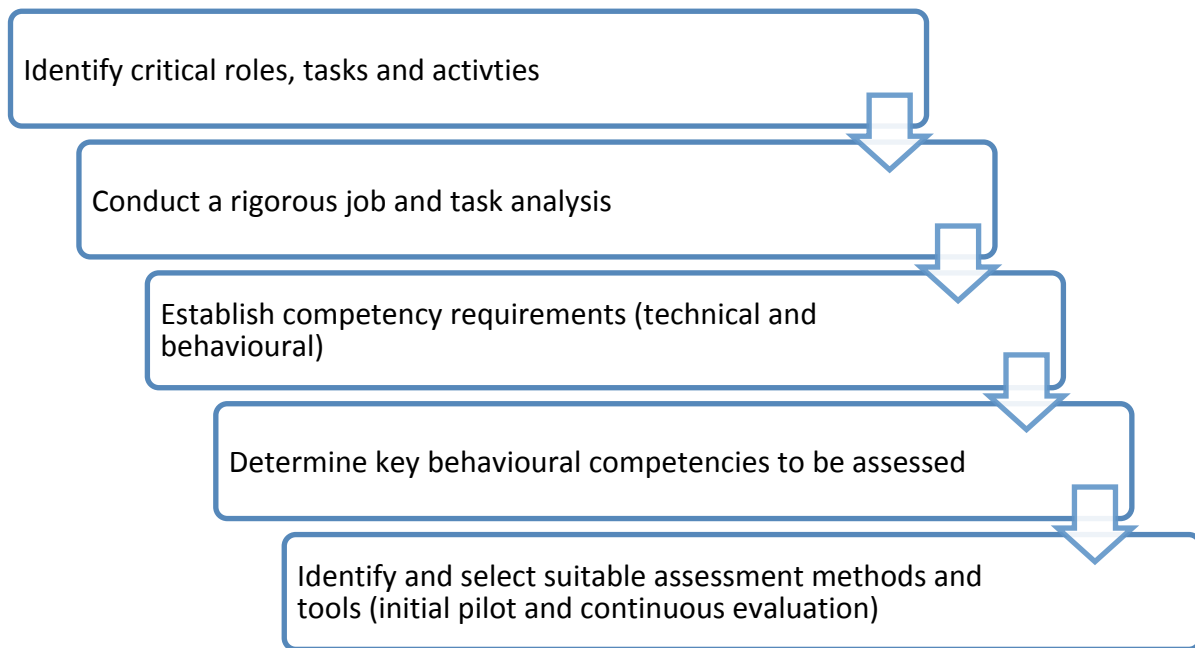 Identify critical roles, tasks and activties
Conduct a rigorous job and task analysis
Establish competency requirements (technical and
behavioural)
Determine key behavioural competencies to be assessed
Identify and select suitable assessment methods and
tools (initial pilot and continuous evaluation)